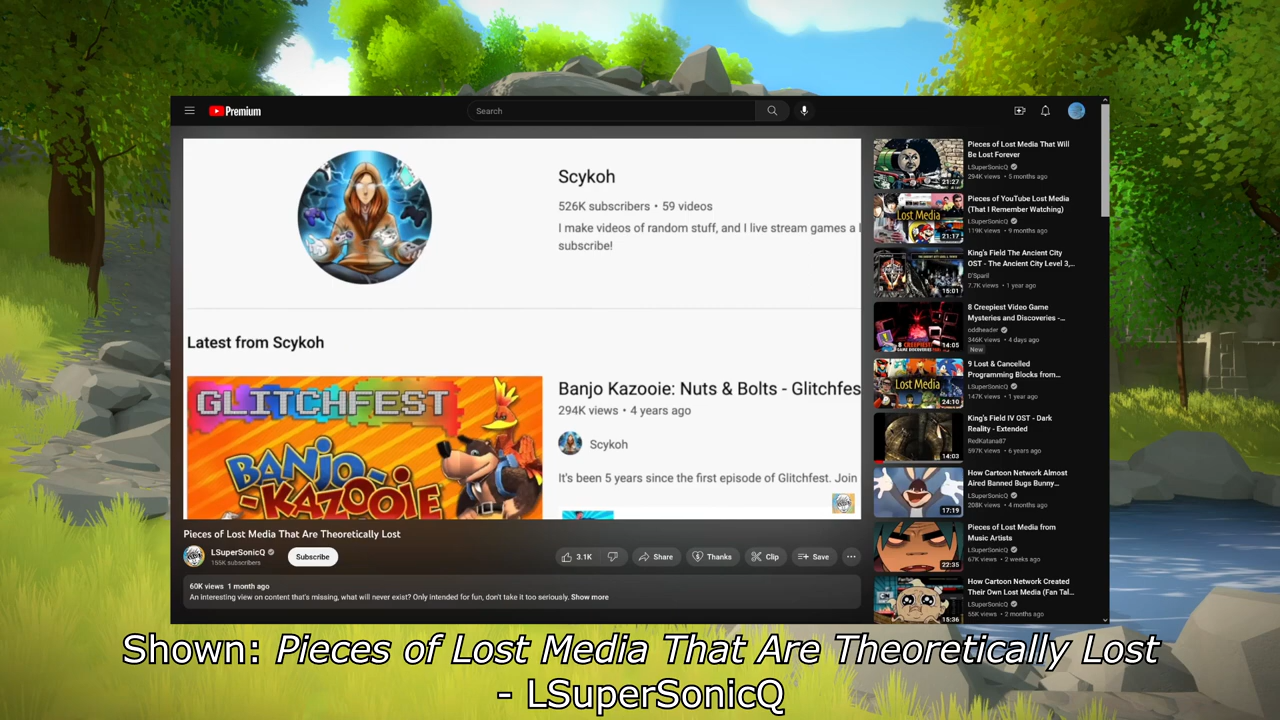 Premium
Search
Scykoh
526K subscribers • 59 videos
I make videos of random stuff, and I live stream games a
subscribe!
Latest from Scykoh
GLITCHFEST
BANJO
-KAZOOIE
Banjo Kazooie: Nuts & Bolts - Glitchfes
294K views • 4 years ago
Scykoh
It's been 5 years since the first episode of Glitchfest. Join
Pieces of Lost Media That Are Theoretically Lost
LSuperSonicQ
155K subscribers
Subscribe
3.1K
Share
Thanks
Clip
Save
60K views 1 month ago
An interesting view on content that's missing, what will never exist? Only intended for fun, don't take it too seriously. Show more
21:27
Pieces of Lost Media That Will
Be Lost Forever
LSuperSonicQ
294K views • 5 months ago
Lost Media
21:17
Pieces of YouTube Lost Media
(That I Remember Watching)
LSuperSonicQ
119K views • 9 months ago
15:01
King's Field The Ancient City
OST - The Ancient City Level 3,...
D'Sparil
7.7K views • 1 year ago
8 CREEPIEST
GAME DISCOVERIES
14:05
8 Creepiest Video Game
Mysteries and Discoveries -...
oddheader
346K views • 4 days ago
New
Lost Media
24:10
9 Lost & Cancelled
Programming Blocks from...
LSuperSonicQ
147K views • 1 year ago
14:03
King's Field IV OST - Dark
Reality - Extended
RedKatana87
597K views • 6 years ago
17:19
How Cartoon Network Almost
Aired Banned Bugs Bunny...
LSuperSonicQ
208K views • 4 months ago
22:35
Pieces of Lost Media from
Music Artists
LSuperSonicQ
67K views • 2 weeks ago
15:36
How Cartoon Network Created
Their Own Lost Media (Fan Tal...
LSuperSonicQ
55K views • 2 months ago
Shown: Pieces of Lost Media That Are Theoretically Lost
- LSuperSonicQ